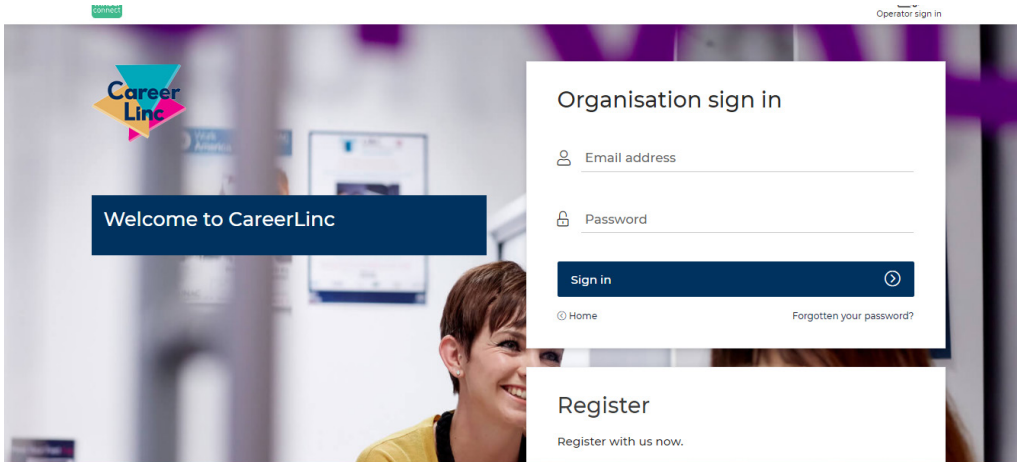 connect
Operator sign in
Career
Linc
Organisation sign in
Email address
Welcome to CareerLinc
Password
Sign in
Home
Forgotten your password?
Register
Register with us now.